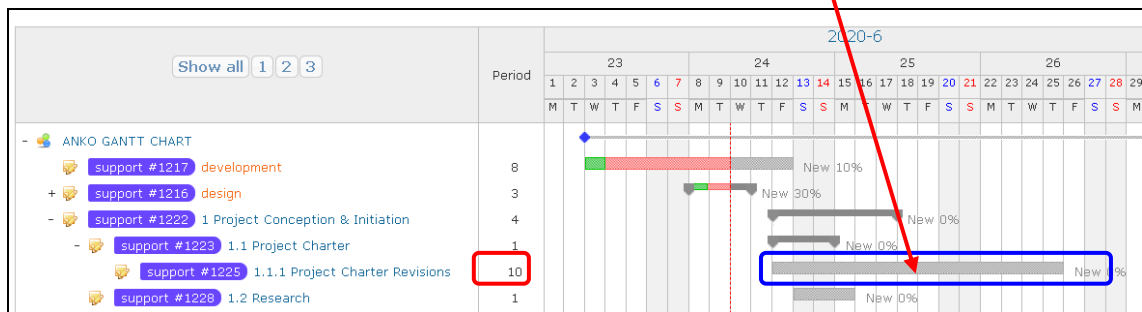 2020-6
Show all 1 2 3
Period
23 24 25 26
1 2 3 4 5 6 7 8 9 10 11 12 13 14 15 16 17 18 19 20 21 22 23 24 25 26 27 28 29
M T W T F S S M T W T F S S M T W T F S S M T W T F S S M
- ANKO GANTT CHART
support #1217 development 8 New 10%
+ support #1216 design 3 New 30%
- support #1222 1 Project Conception & Initiation 4 New 0%
- support #1223 1.1 Project Charter 1 New 0%
support #1225 1.1.1 Project Charter Revisions 10 New 0%
support #1228 1.2 Research 1 New 0%